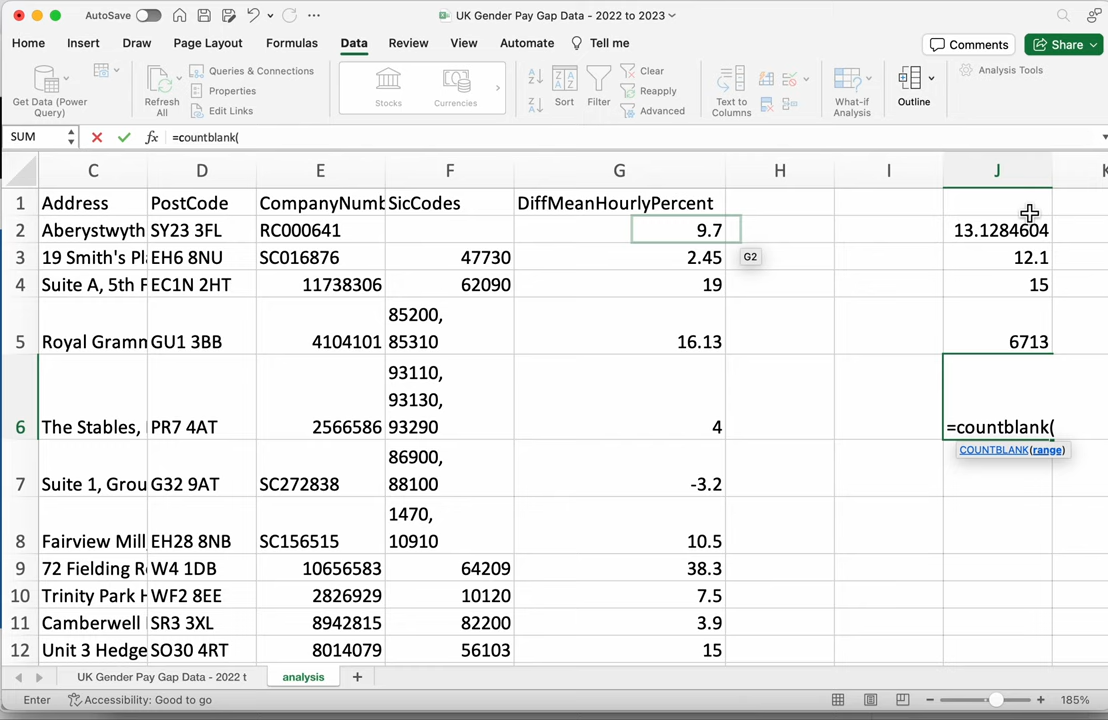 AutoSave
UK Gender Pay Gap Data - 2022 to 2023
Home Insert Draw Page Layout Formulas Data Review View Automate Tell me Comments Share
Get Data (Power Query)
Refresh All
Queries & Connections
Properties
Edit Links
Stocks Currencies
Sort Filter
Clear
Reapply
Advanced
Text to Columns
What-if Analysis
Outline
Analysis Tools
SUM fx =countblank(
C D E F G H I J K
1 Address PostCode CompanyNumb SicCodes DiffMeanHourlyPercent
2 Aberystwyth SY23 3FL RC000641 9.7 13.1284604
3 19 Smith's Pl EH6 8NU SC016876 47730 2.45 G2 12.1
4 Suite A, 5th F EC1N 2HT 11738306 62090 19 15
85200,
5 Royal Gramn GU1 3BB 4104101 85310 16.13 6713
93110,
93130,
6 The Stables, PR7 4AT 2566586 93290 4 =countblank(
COUNTBLANK(range)
86900,
7 Suite 1, Grou G32 9AT SC272838 88100 -3.2
1470,
8 Fairview Mill EH28 8NB SC156515 10910 10.5
9 72 Fielding R W4 1DB 10656583 64209 38.3
10 Trinity Park H WF2 8EE 2826929 10120 7.5
11 Camberwell SR3 3XL 8942815 82200 3.9
12 Unit 3 Hedge SO30 4RT 8014079 56103 15
UK Gender Pay Gap Data - 2022 t analysis
Enter Accessibility: Good to go 185%